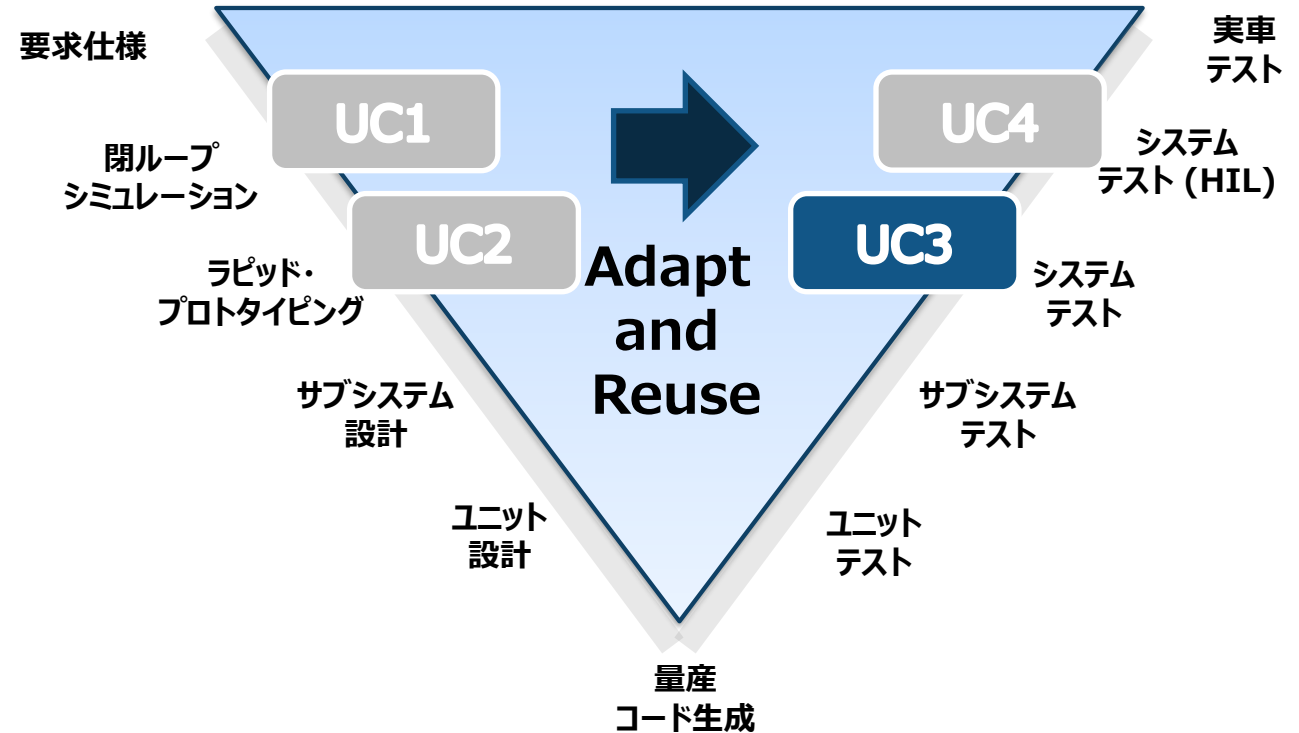 要求仕様
実車
テスト
UC1
UC4
閉ループ
シミュレーション
システム
テスト (HIL)
UC2
UC3
Adapt
and
Reuse
ラピッド・
プロトタイピング
システム
テスト
サブシステム
設計
サブシステム
テスト
ユニット
設計
ユニット
テスト
量産
コード生成